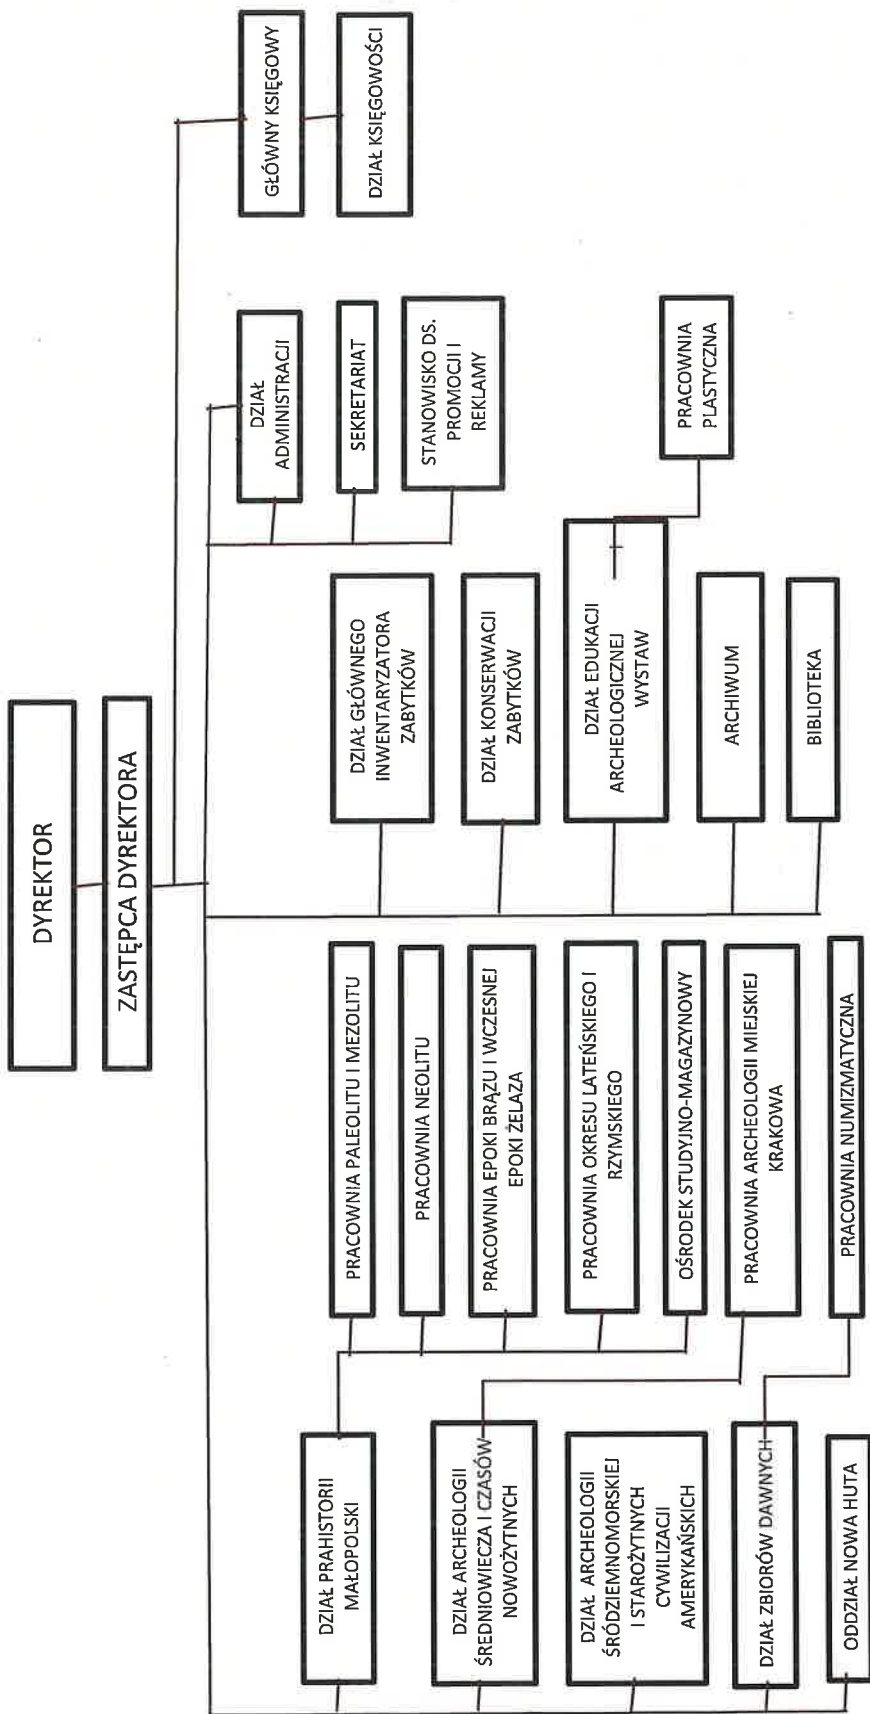 DYREKTOR
ZASTĘPCA DYREKTORA
DZIAŁ PRAHISTORII
MAŁOPOLSKI
DZIAŁ ARCHEOLOGII
ŚREDNIOWIECZA I CZASÓW
NOWOŻYTNYCH
DZIAŁ ARCHEOLOGII
ŚRÓDZIEMNOMORSKIEJ
I STAROŻYTNYCH
CYWILIZACJI
AMERYKAŃSKICH
DZIAŁ ZBIORÓW DAWNYCH
ODDZIAŁ NOWA HUTA
PRACOWNIA PALEOLITU I MEZOLITU
PRACOWNIA NEOLITU
PRACOWNIA EPOKI BRĄZU I WCZESNEJ
EPOKI ŻELAZA
PRACOWNIA OKRESU LATEŃSKIEGO I
RZYMSKIEGO
OŚRODEK STUDYJNO-MAGAZYNOWY
PRACOWNIA ARCHEOLOGII MIEJSKIEJ
KRAKOWA
PRACOWNIA NUMIZMATYCZNA
DZIAŁ GŁÓWNEGO
INWENTARYZATORA
ZABYTKÓW
DZIAŁ KONSERWACJI
ZABYTKÓW
DZIAŁ EDUKACJI
ARCHEOLOGICZNEJ
WYSTAW
ARCHIWUM
BIBLIOTEKA
PRACOWNIA
PLASTYCZNA
DZIAŁ
ADMINISTRACJI
SEKRETARIAT
STANOWISKO DS.
PROMOCJI I
REKLAMY
GŁÓWNY KSIĘGOWY
DZIAŁ KSIĘGOWOŚCI